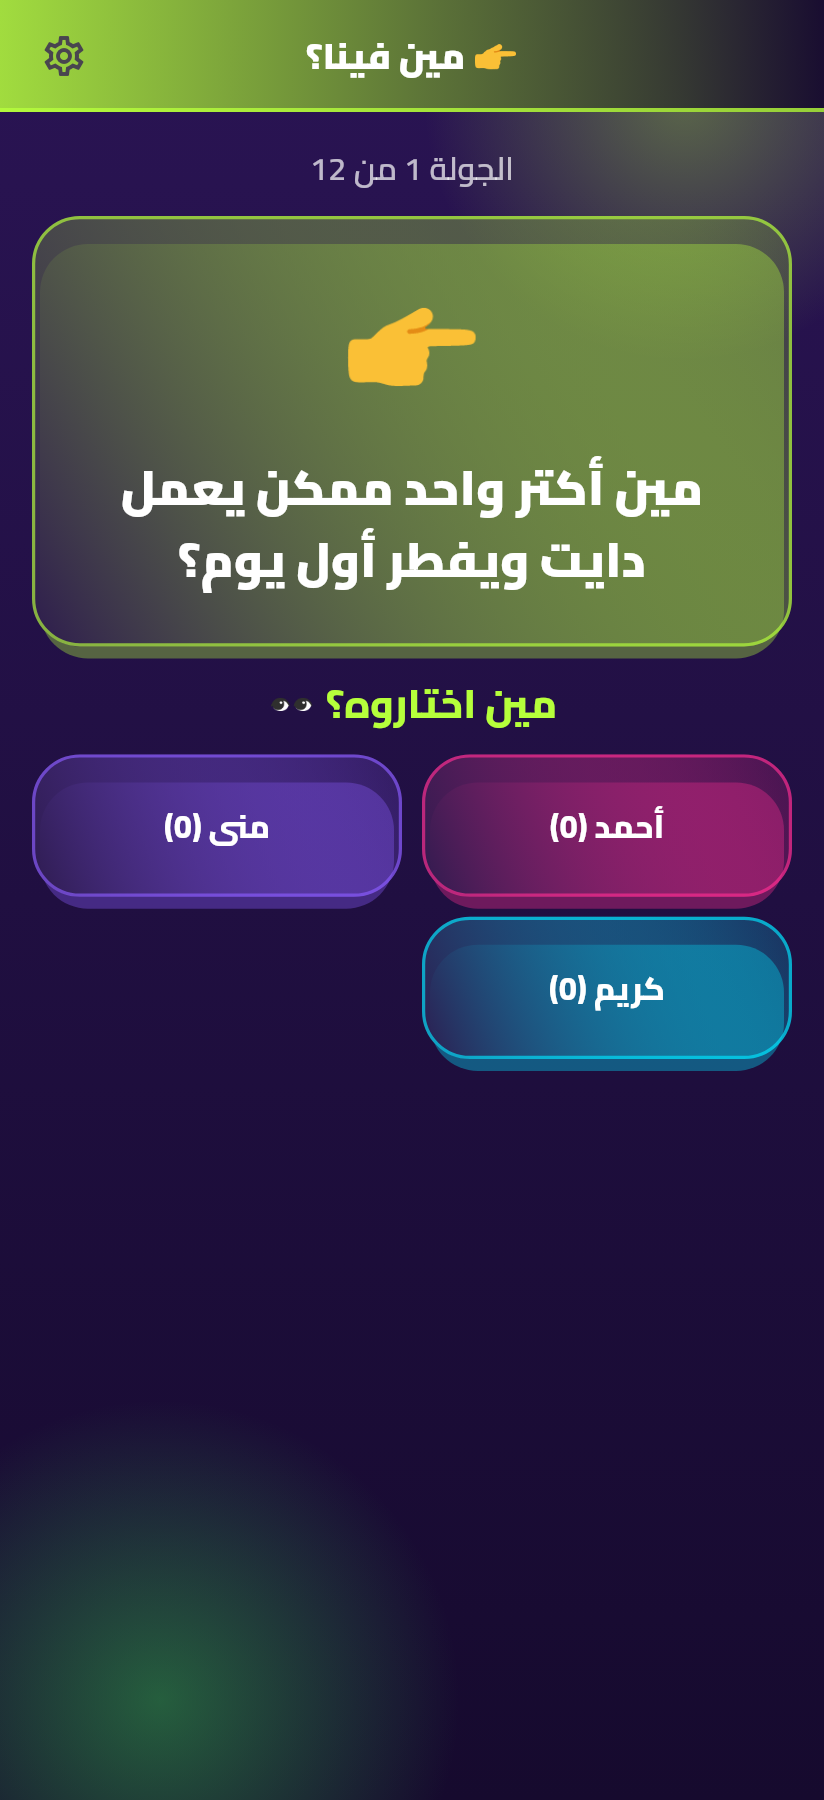 👉 مين فينا؟
الجولة 1 من 12
👉
مين أكتر واحد ممكن يعمل
دايت ويفطر أول يوم؟
مين اختاروه؟ 👀
أحمد (0)
منى (0)
كريم (0)